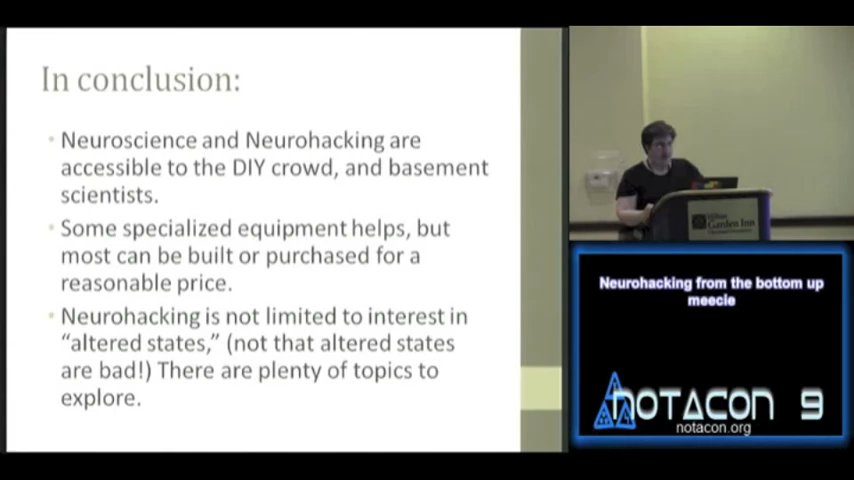 In conclusion:
Neuroscience and Neurohacking are
accessible to the DIY crowd, and basement
scientists.
Some specialized equipment helps, but
most can be built or purchased for a
reasonable price.
Neurohacking is not limited to interest in
“altered states,” (not that altered states
are bad!) There are plenty of topics to
explore.
Hilton
Garden Inn
Neurohacking from the bottom up
meecie
NOTACON 9
notacon.org